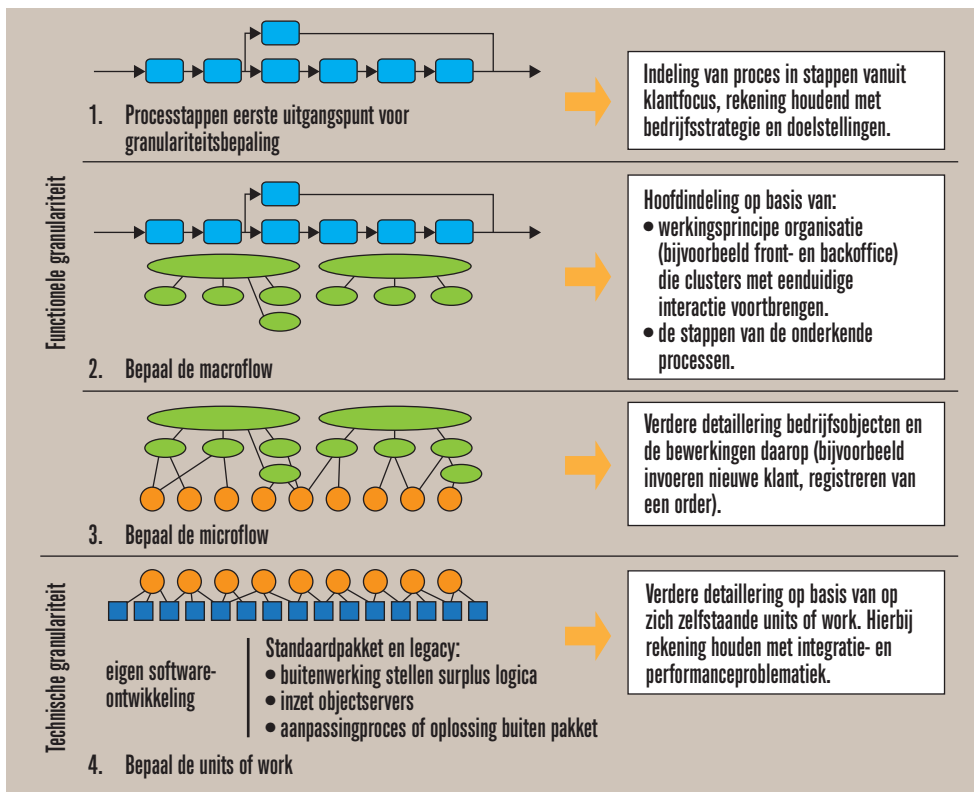 1. Processtappen eerste uitgangspunt voor
granulariteitsbepaling
Indeling van proces in stappen vanuit
klantfocus, rekening houdend met
bedrijfsstrategie en doelstellingen.
Functionele granulariteit
2. Bepaal de macroflow
Hoofdindeling op basis van:
• werkingsprincipe organisatie
(bijvoorbeeld front- en backoffice)
die clusters met eenduidige
interactie voortbrengen.
• de stappen van de onderkende
processen.
3. Bepaal de microflow
Verdere detaillering bedrijfsobjecten en
de bewerkingen daarop (bijvoorbeeld
invoeren nieuwe klant, registreren van
een order).
Technische granulariteit
eigen software-
ontwikkeling
Standaardpakket en legacy:
• buitenwerking stellen surplus logica
• inzet objectservers
• aanpassingproces of oplossing buiten pakket
4. Bepaal de units of work
Verdere detaillering op basis van op
zich zelfstaande units of work. Hierbij
rekening houden met integratie- en
performanceproblematiek.